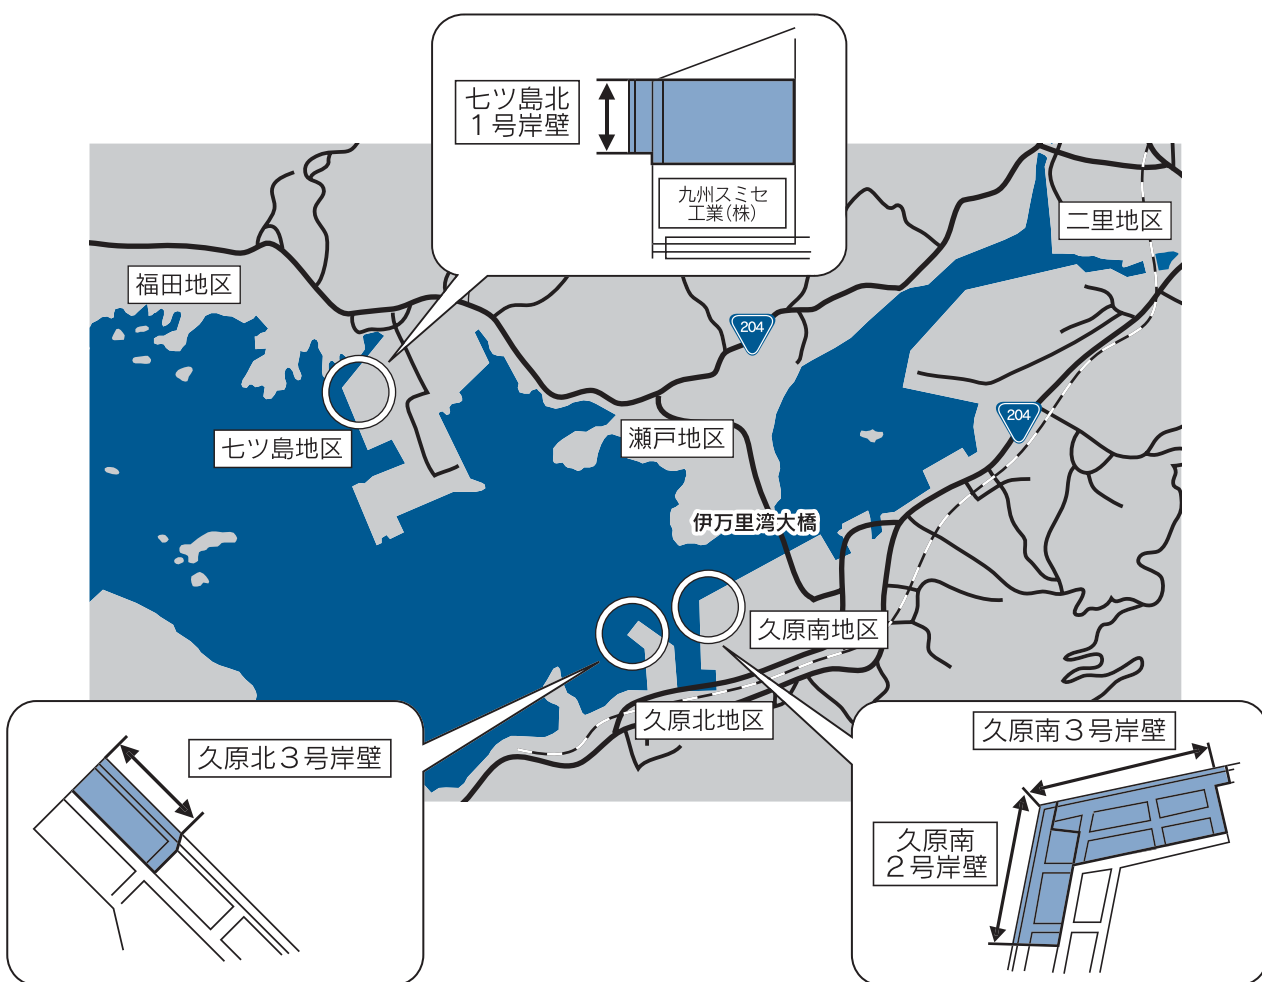 七ツ島北
1号岸壁
九州スミセ
工業(株)
二里地区
福田地区
204
204
七ツ島地区
瀬戸地区
伊万里湾大橋
久原南地区
久原北地区
久原北3号岸壁
久原南3号岸壁
久原南
2号岸壁